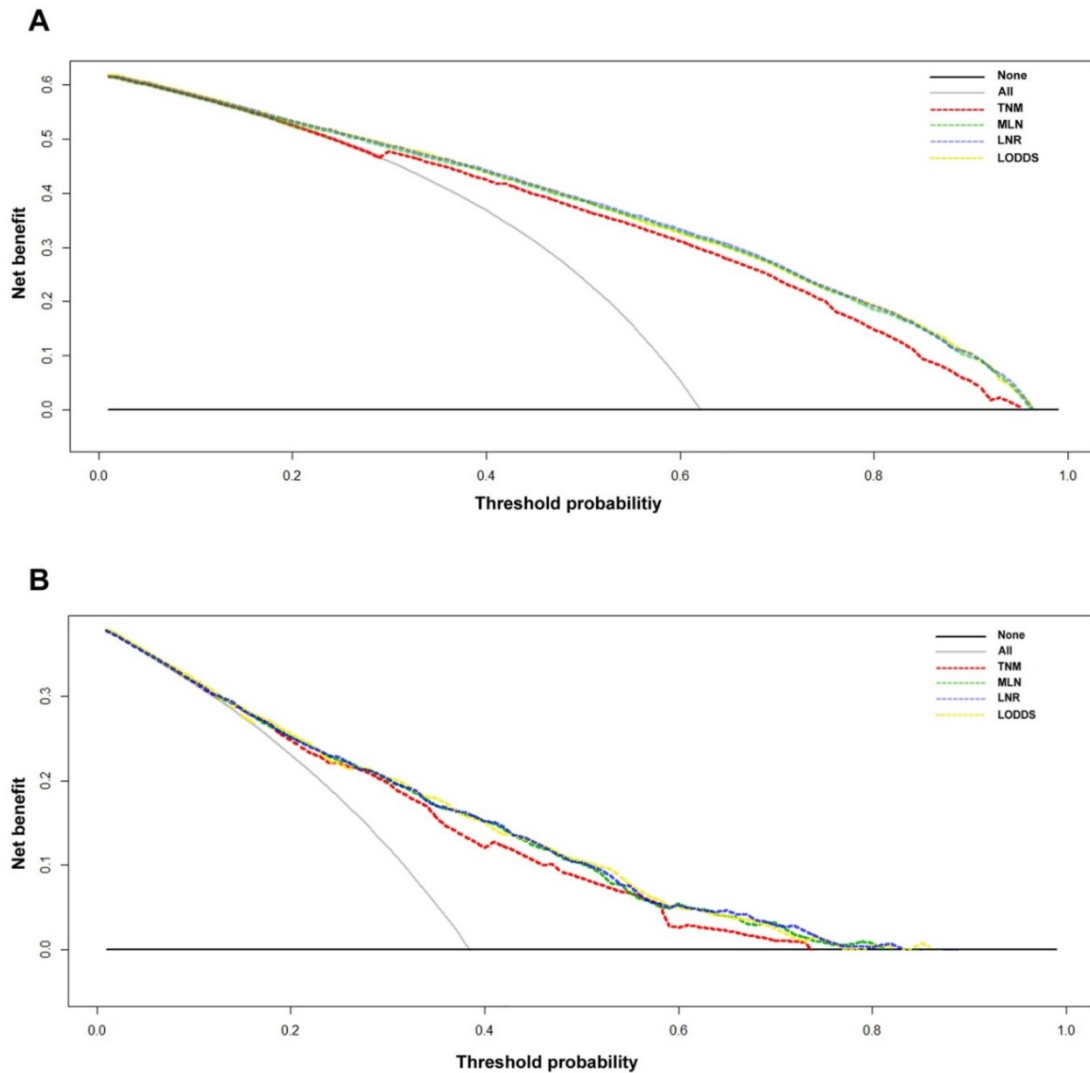 A
None
All
TNM
MLN
LNR
LODDS
Net benefit
0.6
0.5
0.4
0.3
0.2
0.1
0.0
0.0 0.2 0.4 0.6 0.8 1.0
Threshold probabilitiy
B
None
All
TNM
MLN
LNR
LODDS
Net benefit
0.3
0.2
0.1
0.0
0.0 0.2 0.4 0.6 0.8 1.0
Threshold probability